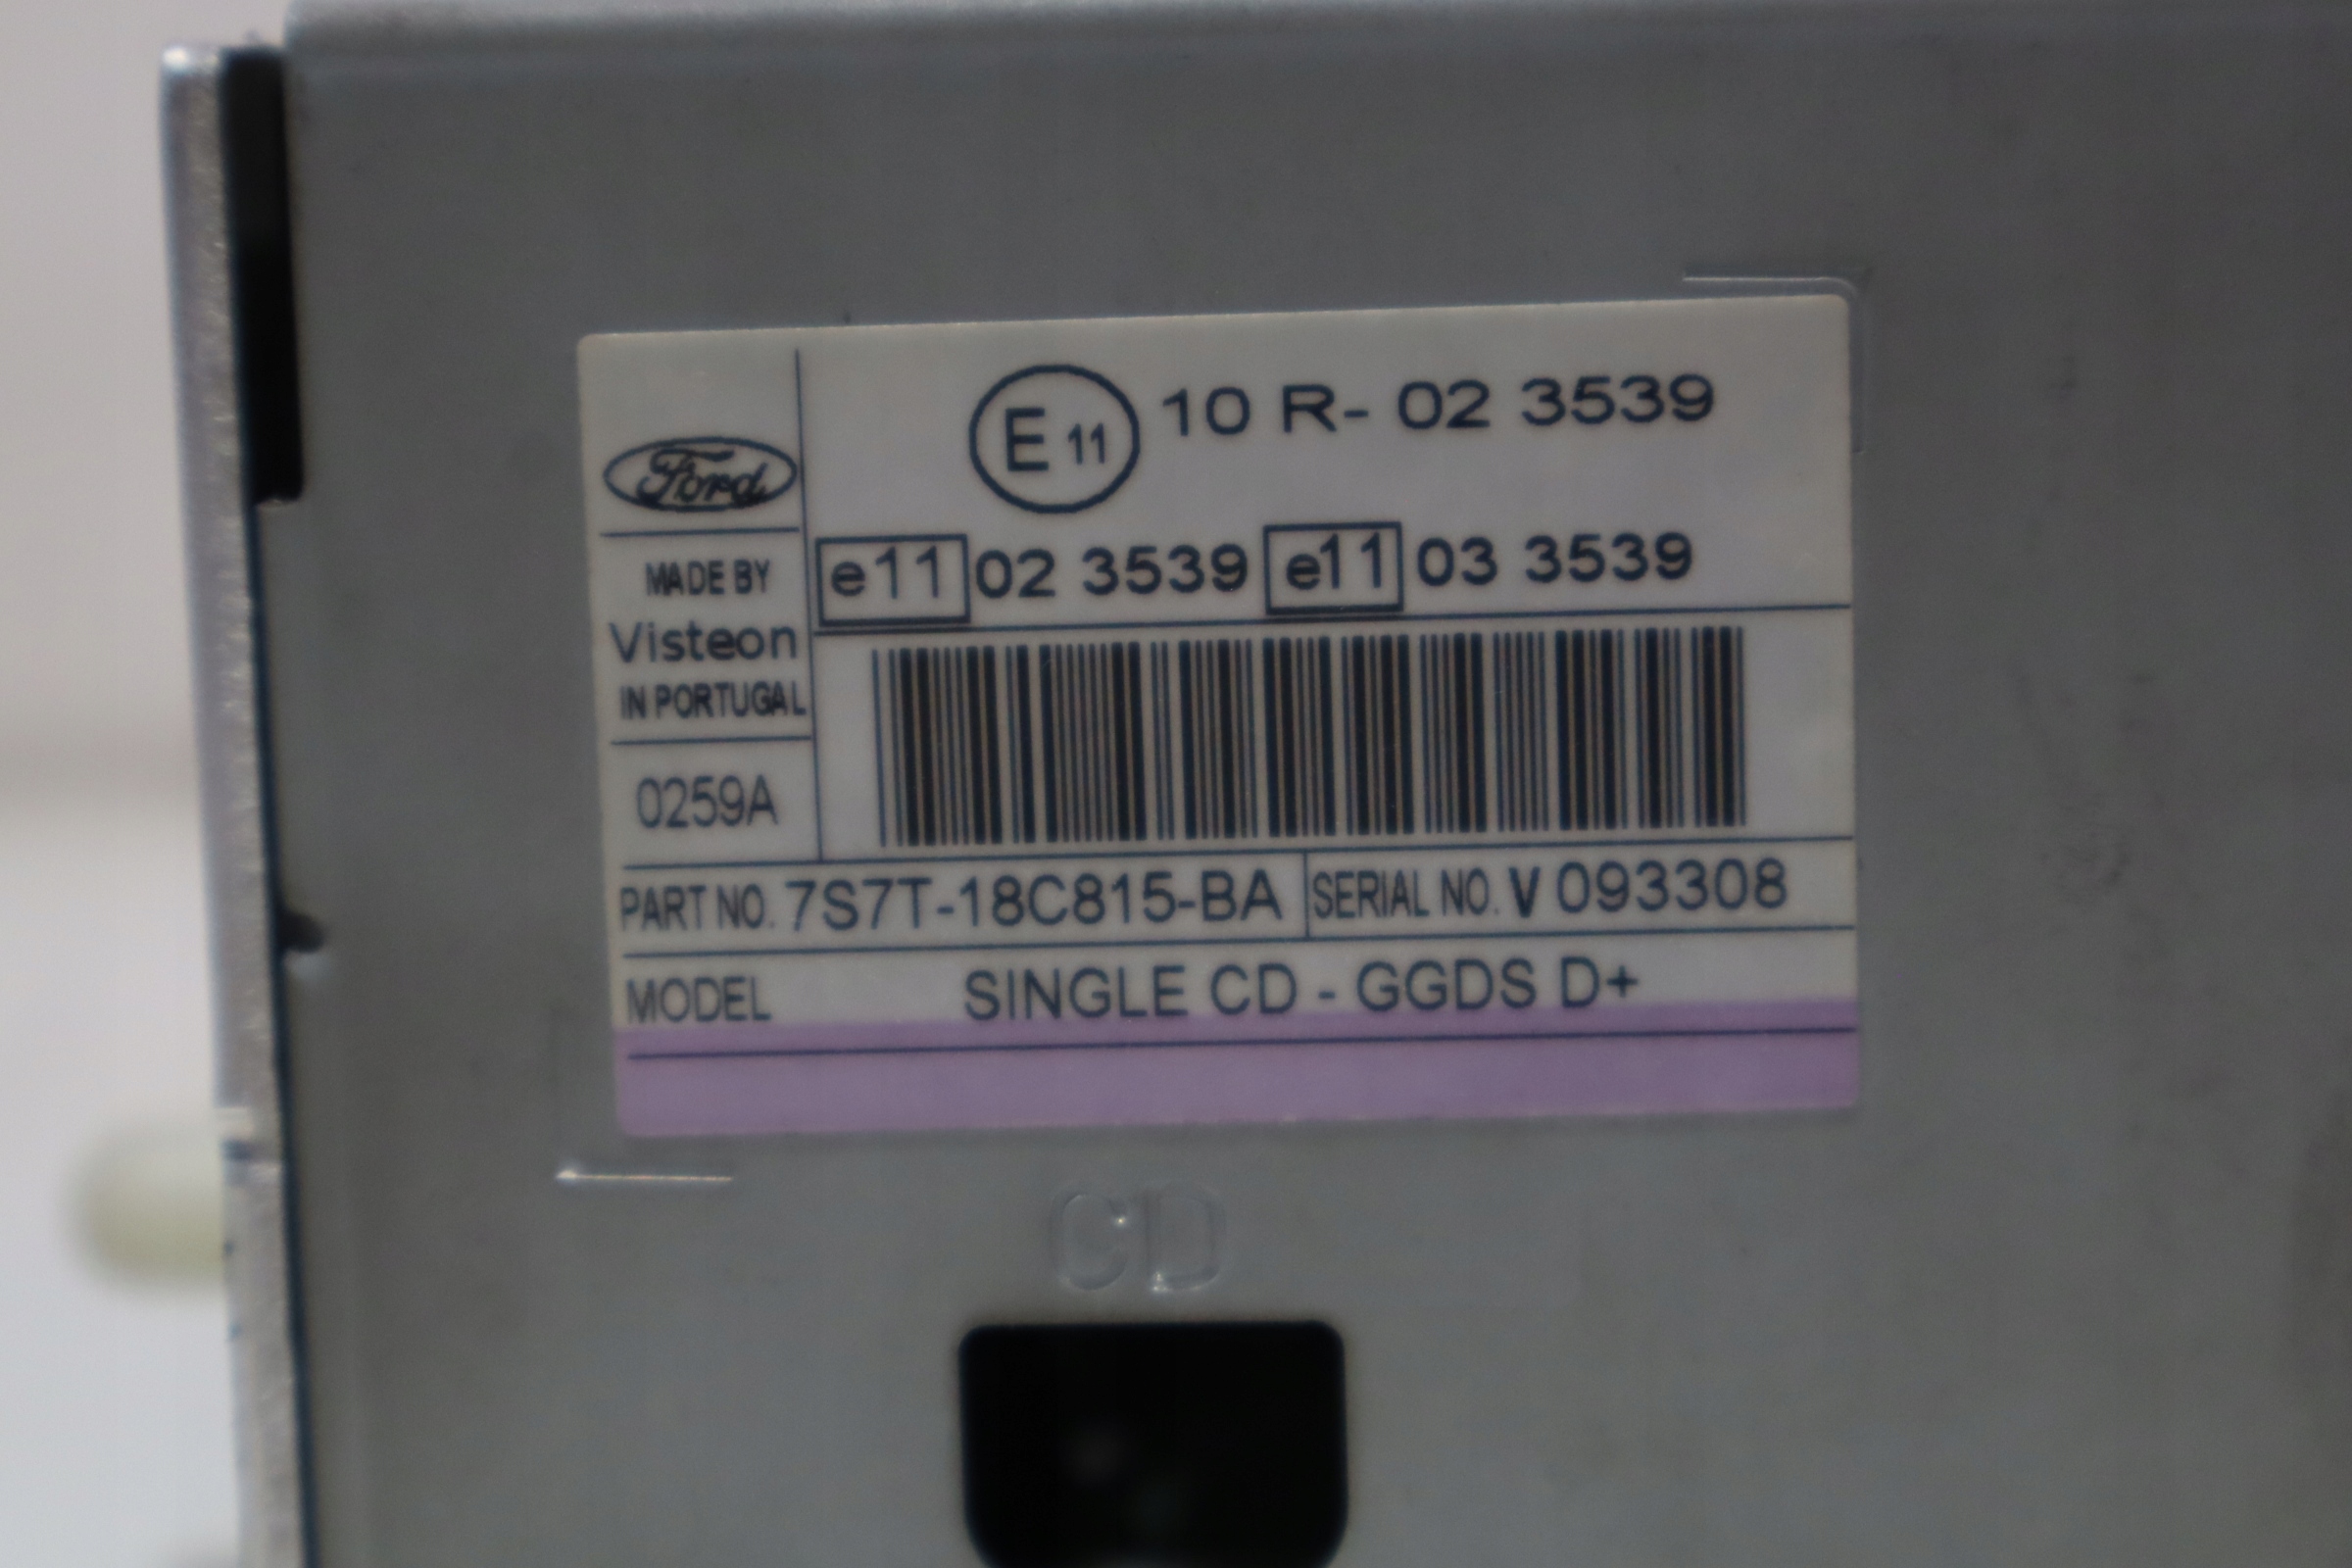 Ford
MADE BY
Visteon
IN PORTUGAL
0259A
E 11 10 R- 02 3539
e11 02 3539 e11 03 3539
PART NO. 7S7T-18C815-BA SERIAL NO. V 093308
MODEL SINGLE CD - GGDS D+
CD